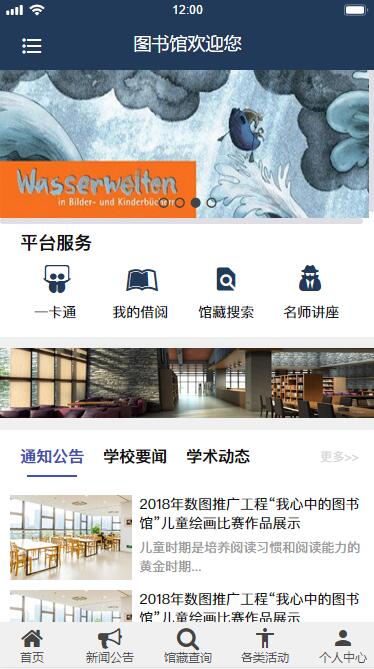 12:00
图书馆欢迎您
Wasserwelten
in Bilder- und Kinderbüchern
平台服务
一卡通
我的借阅
馆藏搜索
名师讲座
通知公告
学校要闻
学术动态
更多>>
2018年数图推广工程“我心中的图书
馆”儿童绘画比赛作品展示
儿童时期是培养阅读习惯和阅读能力的
黄金时期...
2018年数图推广工程“我心中的图书
馆”儿童绘画比赛作品展示
首页
新闻公告
馆藏查询
各类活动
个人中心